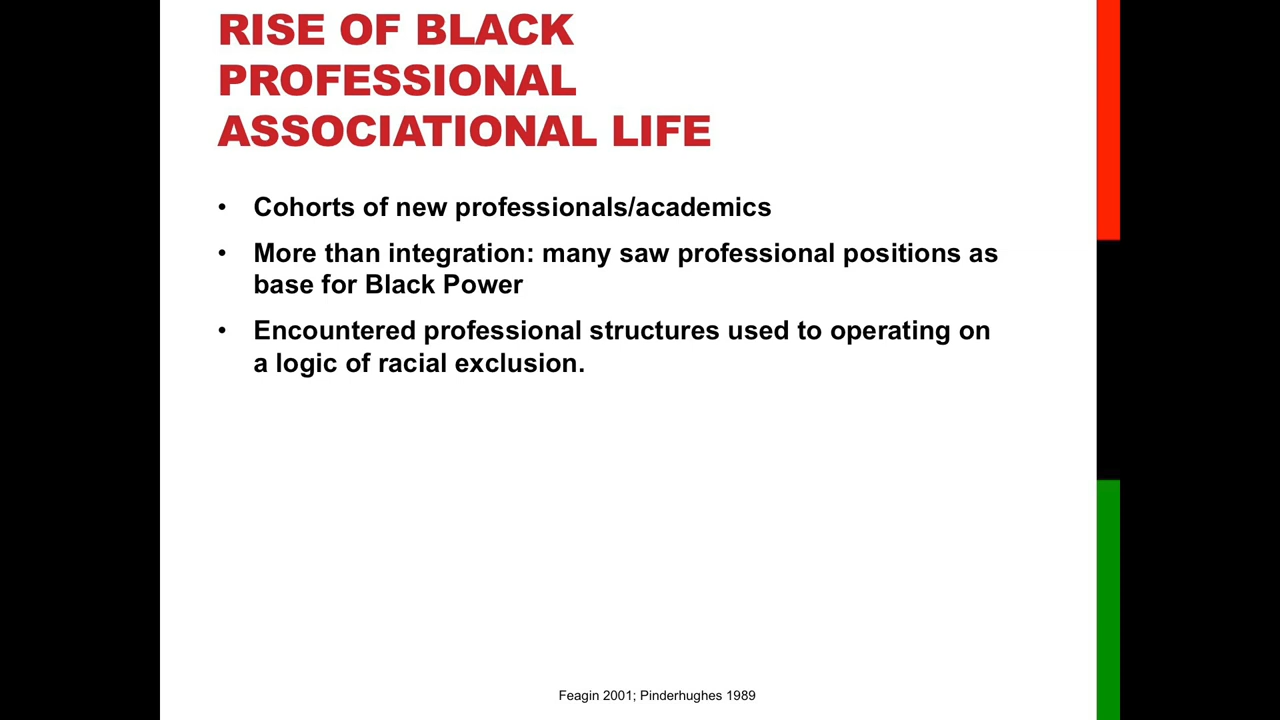 RISE OF BLACK
PROFESSIONAL
ASSOCIATIONAL LIFE
• Cohorts of new professionals/academics
• More than integration: many saw professional positions as
base for Black Power
• Encountered professional structures used to operating on
a logic of racial exclusion.
Feagin 2001; Pinderhughes 1989